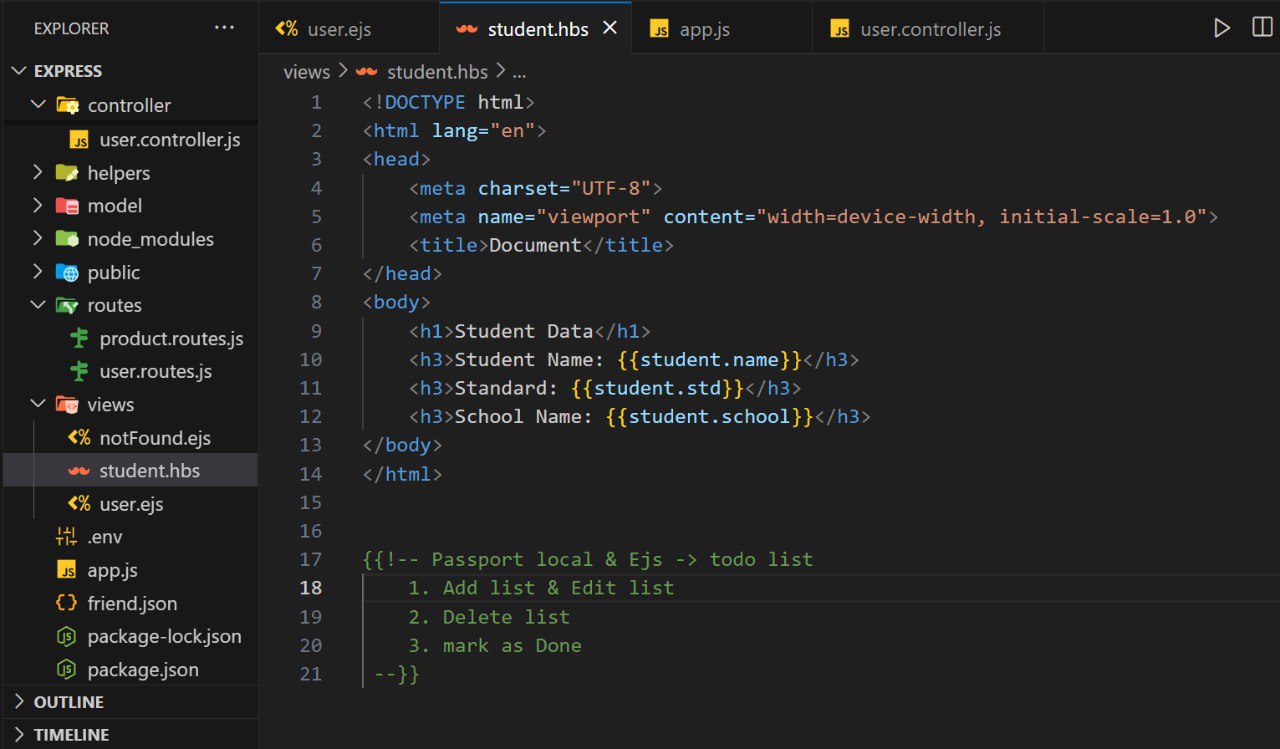 EXPLORER
EXPRESS
controller
user.controller.js
helpers
model
node_modules
public
routes
product.routes.js
user.routes.js
views
notFound.ejs
student.hbs
user.ejs
.env
app.js
friend.json
package-lock.json
package.json
OUTLINE
TIMELINE
user.ejs student.hbs app.js user.controller.js
views > student.hbs > ...
1 <!DOCTYPE html>
2 <html lang="en">
3 <head>
4     <meta charset="UTF-8">
5     <meta name="viewport" content="width=device-width, initial-scale=1.0">
6     <title>Document</title>
7 </head>
8 <body>
9     <h1>Student Data</h1>
10     <h3>Student Name: {{student.name}}</h3>
11     <h3>Standard: {{student.std}}</h3>
12     <h3>School Name: {{student.school}}</h3>
13 </body>
14 </html>
15
16
17 {{!-- Passport local & Ejs -> todo list
18     1. Add list & Edit list
19     2. Delete list
20     3. mark as Done
21  --}}